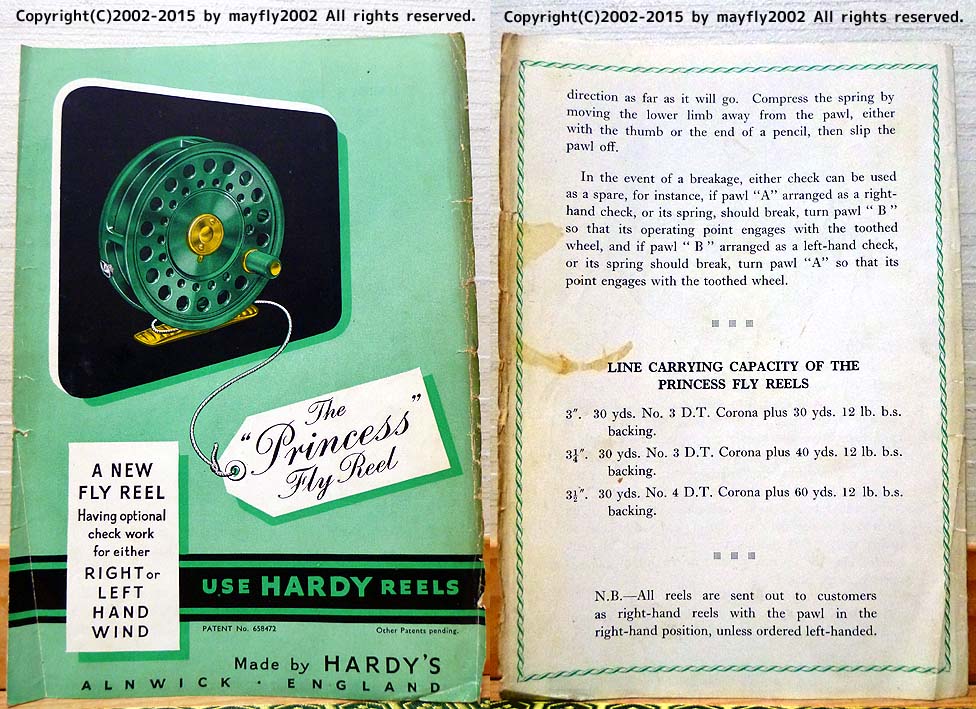 Copyright(C)2002-2015 by mayfly2002 All rights reserved.
The
"Princess"
Fly Reel
A NEW
FLY REEL
Having optional
check work
for either
RIGHT or
LEFT
HAND
WIND
USE HARDY REELS
PATENT No. 658472
Other Patents pending.
Made by HARDY'S
ALNWICK · ENGLAND
Copyright(C)2002-2015 by mayfly2002 All rights reserved.
direction as far as it will go. Compress the spring by
moving the lower limb away from the pawl, either
with the thumb or the end of a pencil, then slip the
pawl off.
In the event of a breakage, either check can be used
as a spare, for instance, if pawl "A" arranged as a right-
hand check, or its spring, should break, turn pawl " B "
so that its operating point engages with the toothed
wheel, and if pawl " B " arranged as a left-hand check,
or its spring should break, turn pawl "A" so that its
point engages with the toothed wheel.
LINE CARRYING CAPACITY OF THE
PRINCESS FLY REELS
3". 30 yds. No. 3 D.T. Corona plus 30 yds. 12 lb. b.s.
backing.
3¼". 30 yds. No. 3 D.T. Corona plus 40 yds. 12 lb. b.s.
backing.
3½". 30 yds. No. 4 D.T. Corona plus 60 yds. 12 lb. b.s.
backing.
N.B.—All reels are sent out to customers
as right-hand reels with the pawl in the
right-hand position, unless ordered left-handed.